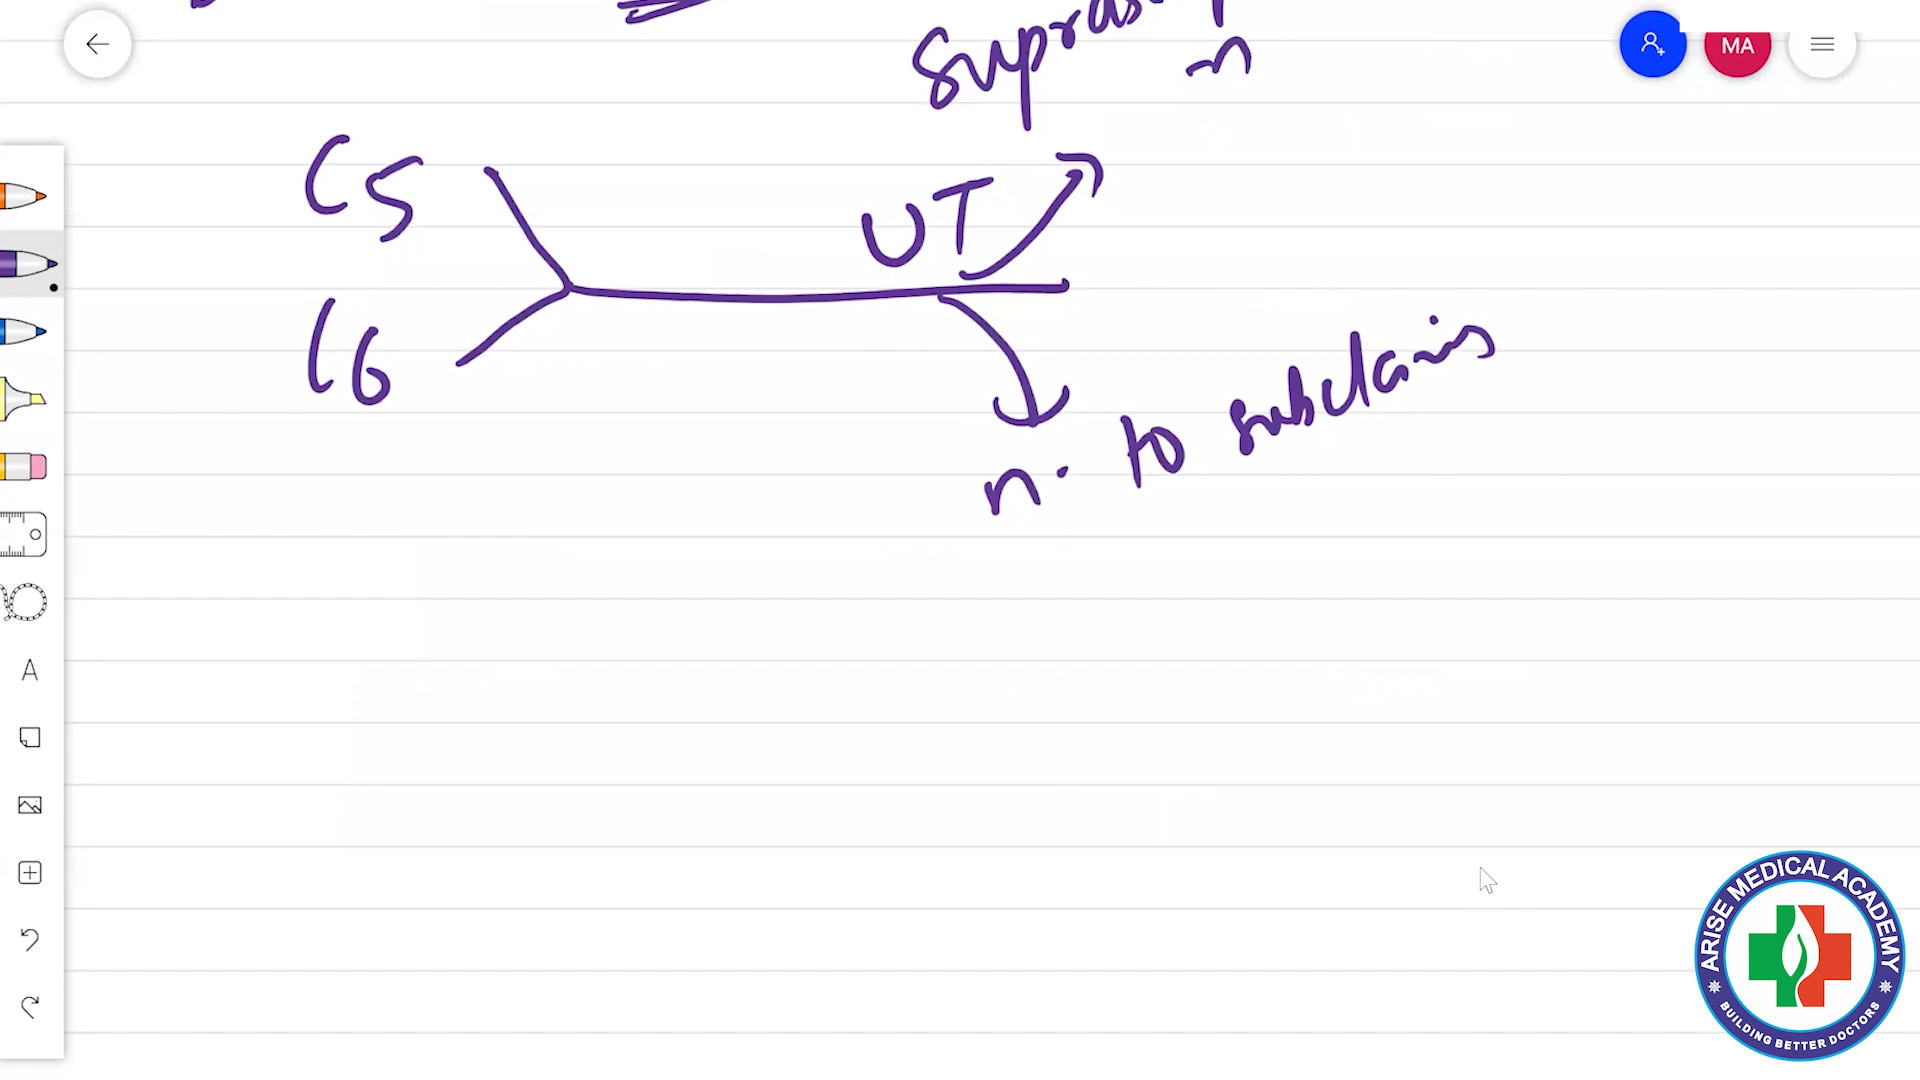 n
MA
C5
UT
C6
n. to subclavius
A
ARISE MEDICAL ACADEMY
BUILDING BETTER DOCTORS